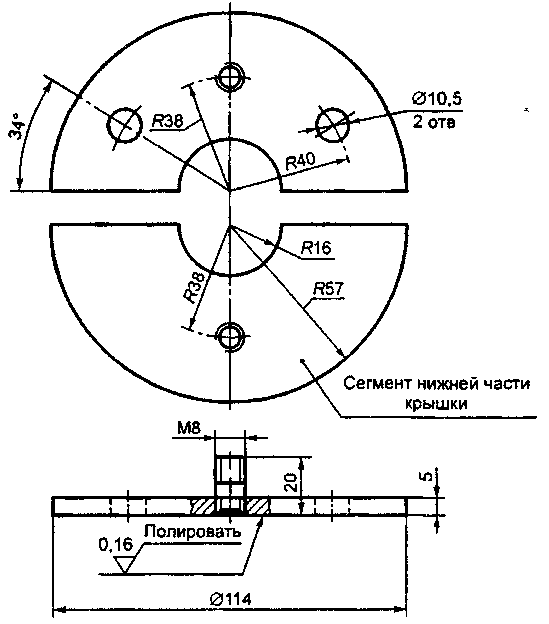 34°
R38
Ø10,5
2 отв
R40
R16
R38
R57
Сегмент нижней части
крышки
М8
20
5
Полировать
0,16
Ø114